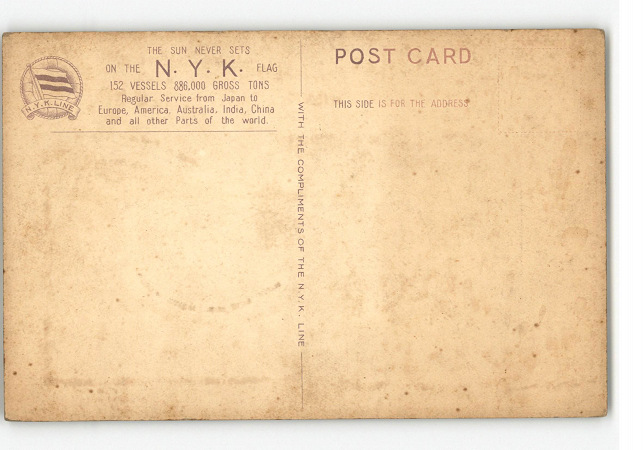 THE SUN NEVER SETS
ON THE N. Y. K. FLAG
152 VESSELS 886,000 GROSS TONS
Regular Service from Japan to
Europe, America, Australia, India, China
and all other Parts of the world.
N.Y.K. LINE
WITH THE COMPLIMENTS OF THE N.Y.K. LINE
POST CARD
THIS SIDE IS FOR THE ADDRESS